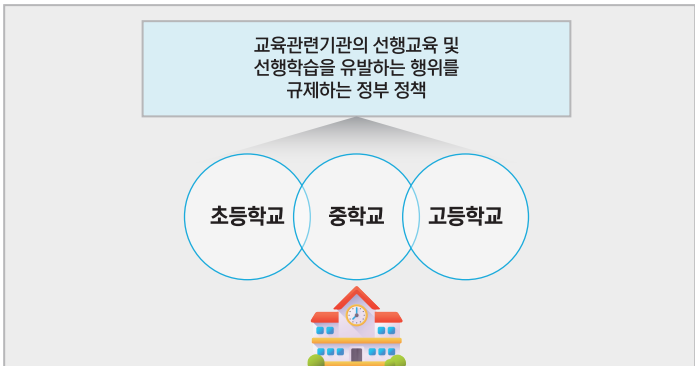 교육관련기관의 선행교육 및
선행학습을 유발하는 행위를
규제하는 정부 정책
초등학교 중학교 고등학교